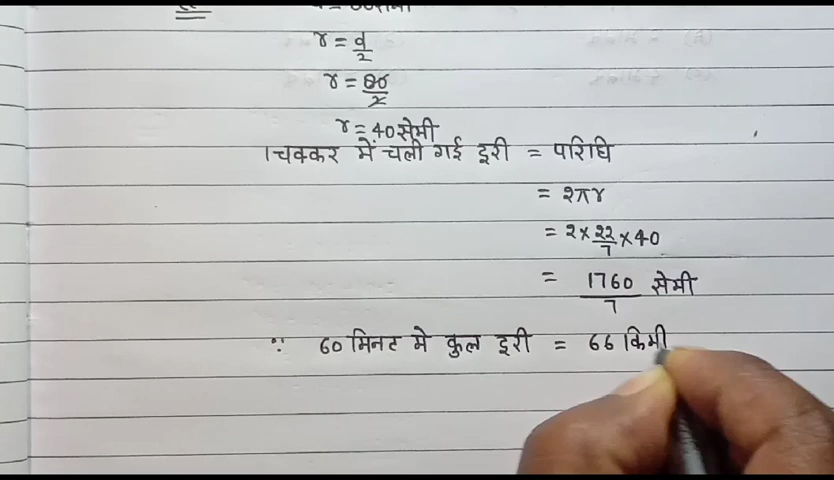 r = d/2
r = 80/2
r = 40 सेमी
1 चक्कर में चली गई दूरी = परिधि
= 2πr
= 2 × 22/7 × 40
= 1760/7 सेमी
∵ 60 मिनट मे कुल दूरी = 66 किमी